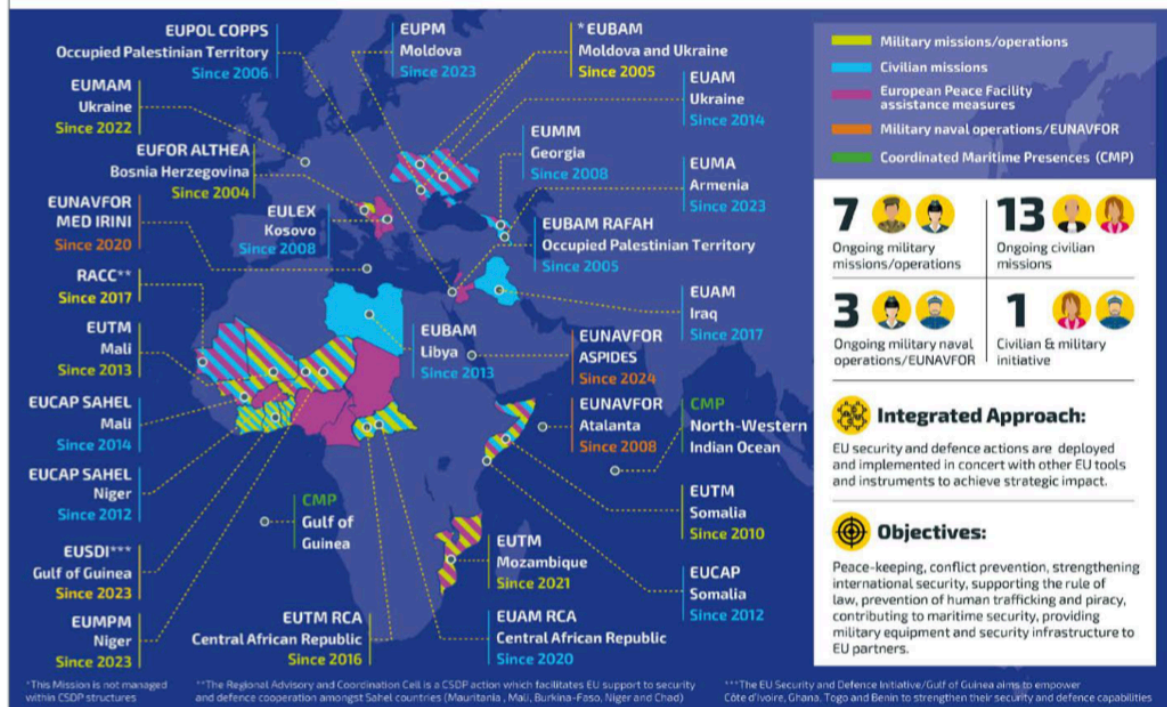 EUPOL COPPS
Occupied Palestinian Territory
Since 2006
EUPM
Moldova
Since 2023
*EUBAM
Moldova and Ukraine
Since 2005
EUMAM
Ukraine
Since 2022
EUAM
Ukraine
Since 2014
EUFOR ALTHEA
Bosnia Herzegovina
Since 2004
EUMM
Georgia
Since 2008
EUMA
Armenia
Since 2023
EUNAVFOR
MED IRINI
Since 2020
EULEX
Kosovo
Since 2008
EUBAM RAFAH
Occupied Palestinian Territory
Since 2005
RACC**
Since 2017
EUTM
Mali
Since 2013
EUBAM
Libya
Since 2013
EUAM
Iraq
Since 2017
EUNAVFOR
ASPIDES
Since 2024
EUCAP SAHEL
Mali
Since 2014
EUNAVFOR
Atalanta
Since 2008
CMP
North-Western
Indian Ocean
EUCAP SAHEL
Niger
Since 2012
CMP
Gulf of
Guinea
EUTM
Somalia
Since 2010
EUSDI***
Gulf of Guinea
Since 2023
EUTM
Mozambique
Since 2021
EUCAP
Somalia
Since 2012
EUMPM
Niger
Since 2023
EUTM RCA
Central African Republic
Since 2016
EUAM RCA
Central African Republic
Since 2020
Military missions/operations
Civilian missions
European Peace Facility
assistance measures
Military naval operations/EUNAVFOR
Coordinated Maritime Presences (CMP)
7
Ongoing military
missions/operations
13
Ongoing civilian
missions
3
Ongoing military naval
operations/EUNAVFOR
1
Civilian & military
initiative
Integrated Approach:
EU security and defence actions are deployed
and implemented in concert with other EU tools
and instruments to achieve strategic impact.
Objectives:
Peace-keeping, conflict prevention, strengthening
international security, supporting the rule of
law, prevention of human trafficking and piracy,
contributing to maritime security, providing
military equipment and security infrastructure to
EU partners.
*This Mission is not managed
within CSDP structures
**The Regional Advisory and Coordination Cell is a CSDP action which facilitates EU support to security
and defence cooperation amongst Sahel countries (Mauritania, Mali, Burkina-Faso, Niger and Chad)
***The EU Security and Defence Initiative/Gulf of Guinea aims to empower
Côte d'Ivoire, Ghana, Togo and Benin to strengthen their security and defence capabilities